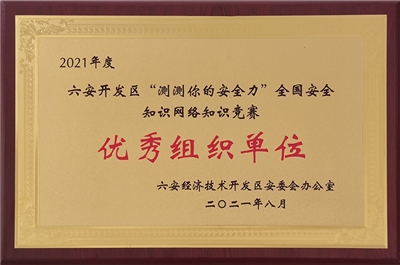 2021年度
六安开发区“测测你的安全力”全国安全
知识网络知识竞赛
优秀组织单位
六安经济技术开发区安委会办公室
二〇二一年八月